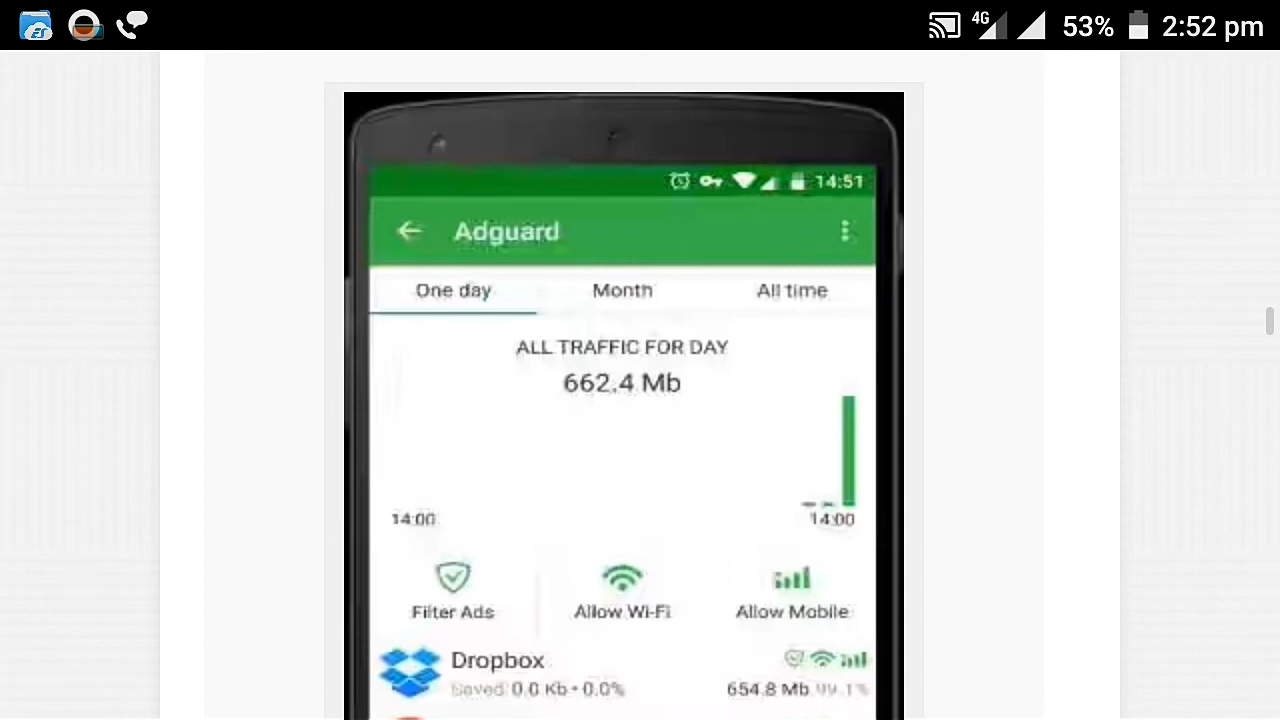 4G 53% 2:52 pm
14:51
Adguard
One day Month All time
ALL TRAFFIC FOR DAY
662.4 Mb
14:00 14:00
Filter Ads Allow Wi-Fi Allow Mobile
Dropbox
Saved 0.0 Kb • 0.0% 654.8 Mb 99.1%